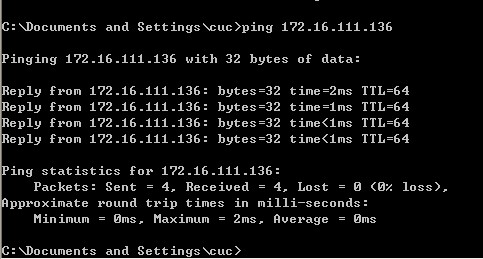 C:\Documents and Settings\cuc>ping 172.16.111.136
Pinging 172.16.111.136 with 32 bytes of data:
Reply from 172.16.111.136: bytes=32 time=2ms TTL=64
Reply from 172.16.111.136: bytes=32 time=1ms TTL=64
Reply from 172.16.111.136: bytes=32 time<1ms TTL=64
Reply from 172.16.111.136: bytes=32 time<1ms TTL=64
Ping statistics for 172.16.111.136:
    Packets: Sent = 4, Received = 4, Lost = 0 (0% loss),
Approximate round trip times in milli-seconds:
    Minimum = 0ms, Maximum = 2ms, Average = 0ms
C:\Documents and Settings\cuc>